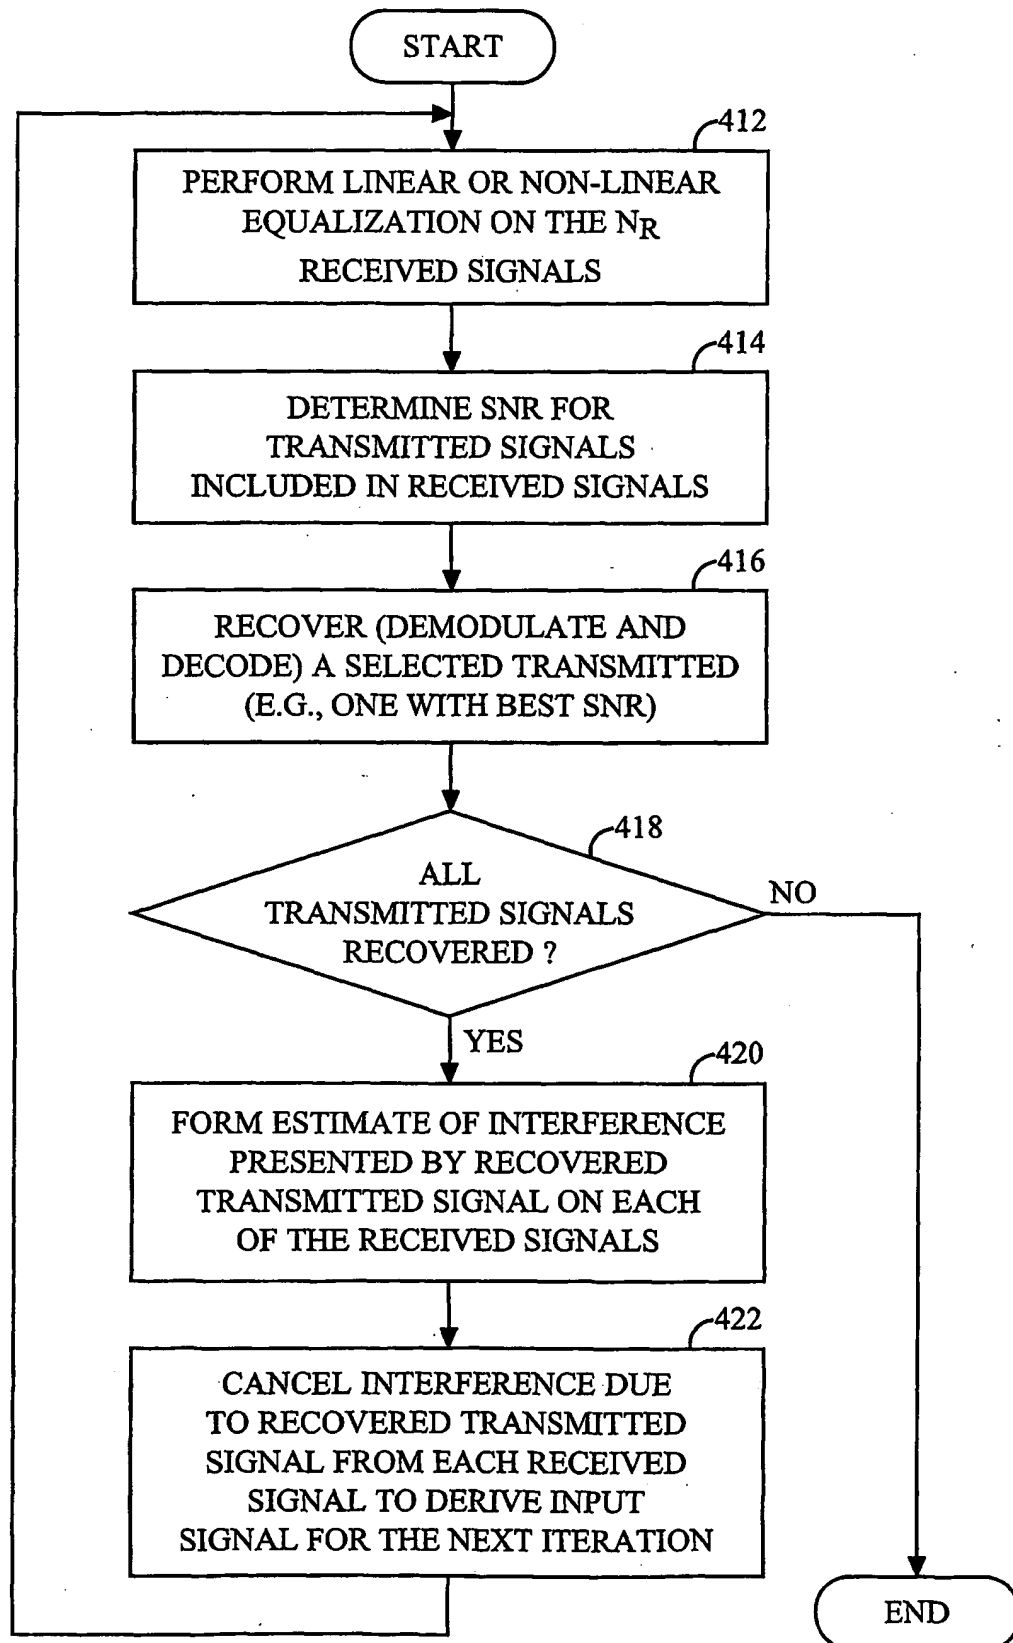 START
412
PERFORM LINEAR OR NON-LINEAR
EQUALIZATION ON THE NR
RECEIVED SIGNALS
414
DETERMINE SNR FOR
TRANSMITTED SIGNALS
INCLUDED IN RECEIVED SIGNALS
416
RECOVER (DEMODULATE AND
DECODE) A SELECTED TRANSMITTED
(E.G., ONE WITH BEST SNR)
418
ALL
TRANSMITTED SIGNALS
RECOVERED ?
NO
YES
420
FORM ESTIMATE OF INTERFERENCE
PRESENTED BY RECOVERED
TRANSMITTED SIGNAL ON EACH
OF THE RECEIVED SIGNALS
422
CANCEL INTERFERENCE DUE
TO RECOVERED TRANSMITTED
SIGNAL FROM EACH RECEIVED
SIGNAL TO DERIVE INPUT
SIGNAL FOR THE NEXT ITERATION
END